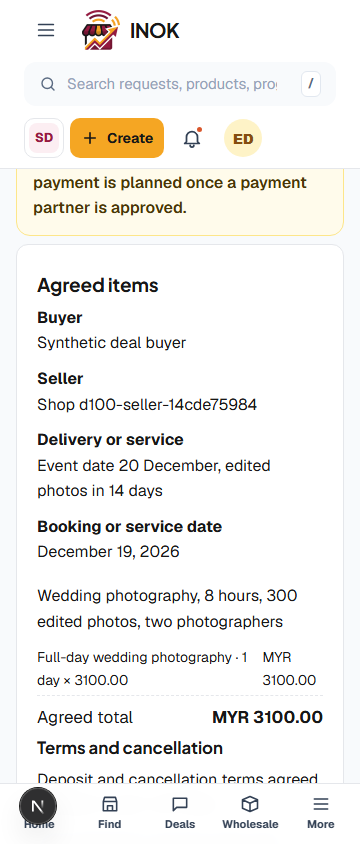 INOK
Search requests, products, pro
/
SD
+ Create
ED
payment is planned once a payment
partner is approved.
Agreed items
Buyer
Synthetic deal buyer
Seller
Shop d100-seller-14cde75984
Delivery or service
Event date 20 December, edited
photos in 14 days
Booking or service date
December 19, 2026
Wedding photography, 8 hours, 300
edited photos, two photographers
Full-day wedding photography · 1 MYR
day × 3100.00 3100.00
Agreed total MYR 3100.00
Terms and cancellation
Deposit and cancellation terms agreed
N
Home Find Deals Wholesale More